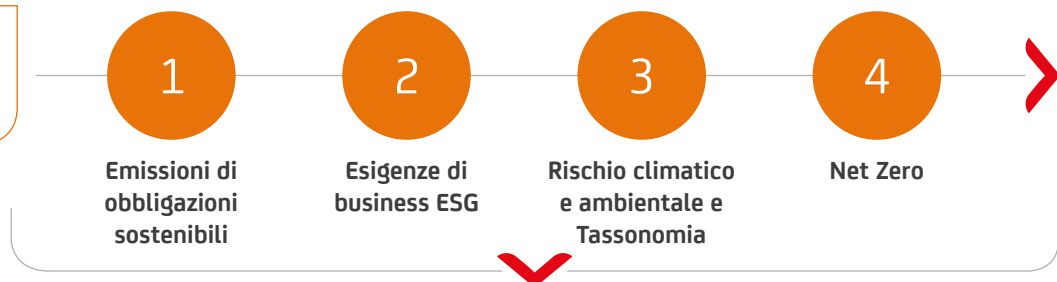 1
2
3
4
Emissioni di
obbligazioni
sostenibili
Esigenze di
business ESG
Rischio climatico
e ambientale e
Tassonomia
Net Zero